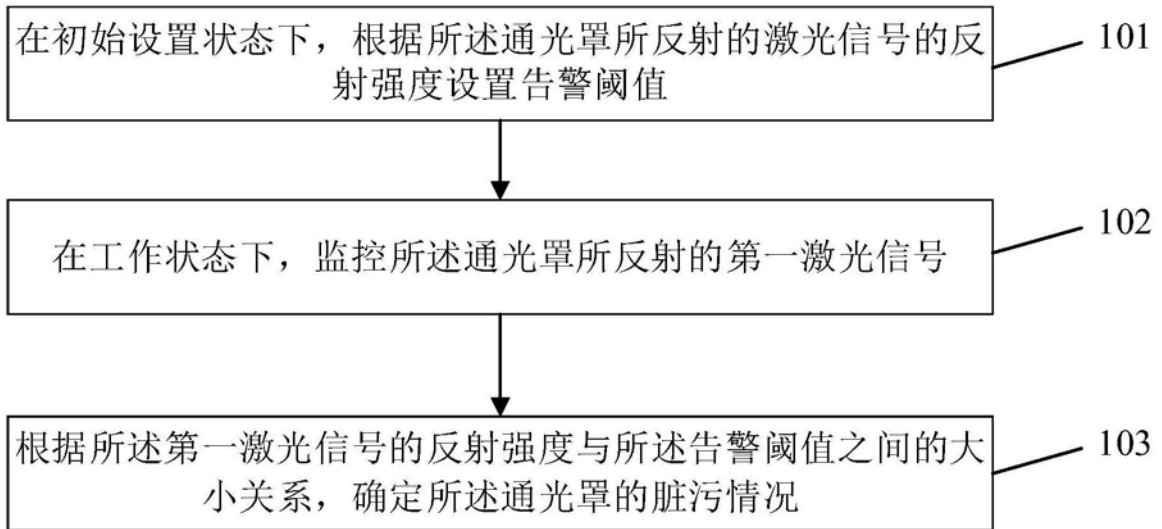 在初始设置状态下，根据所述通光罩所反射的激光信号的反
射强度设置告警阈值
101
在工作状态下，监控所述通光罩所反射的第一激光信号
102
根据所述第一激光信号的反射强度与所述告警阈值之间的大
小关系，确定所述通光罩的脏污情况
103